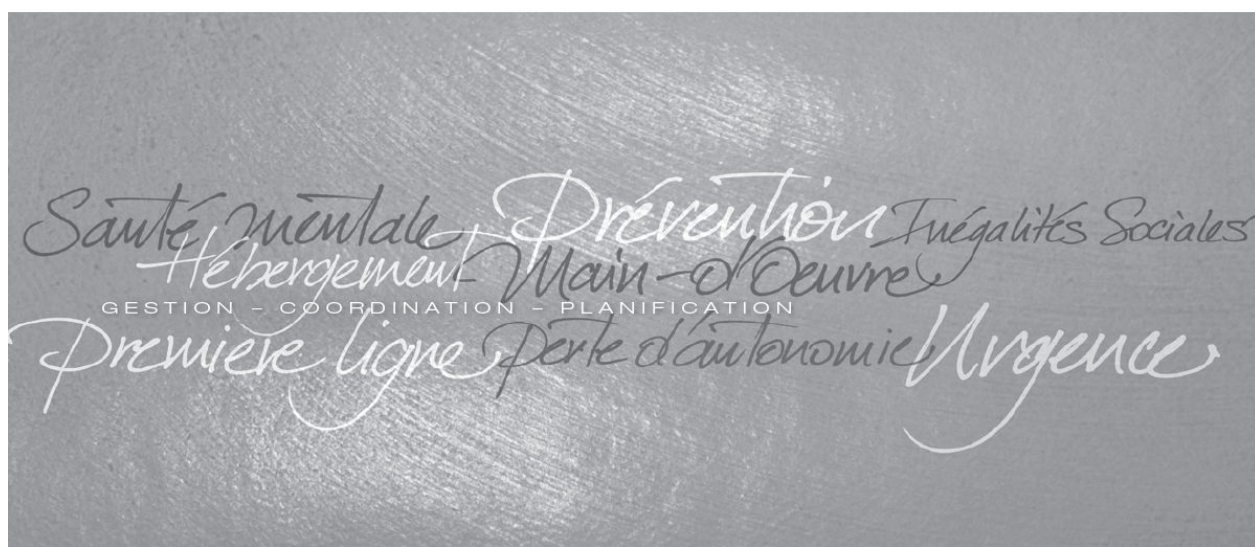 Santé mentale Prévention Inégalités Sociales
Hébergement Main-d'Oeuvre
GESTION – COORDINATION – PLANIFICATION
Première ligne Perte d'autonomie Urgence